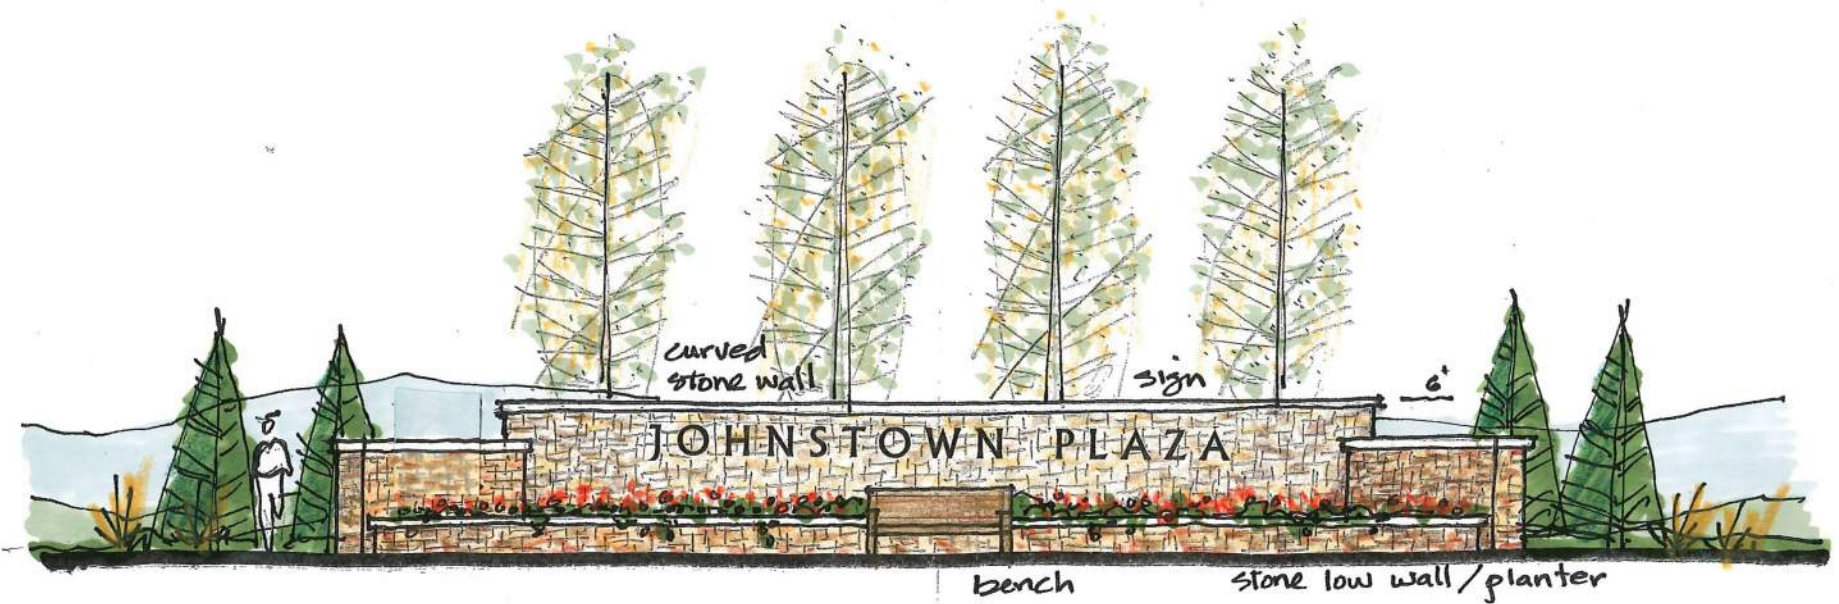 curved
stone wall
sign
6'
JOHNSTOWN PLAZA
bench
stone low wall/planter